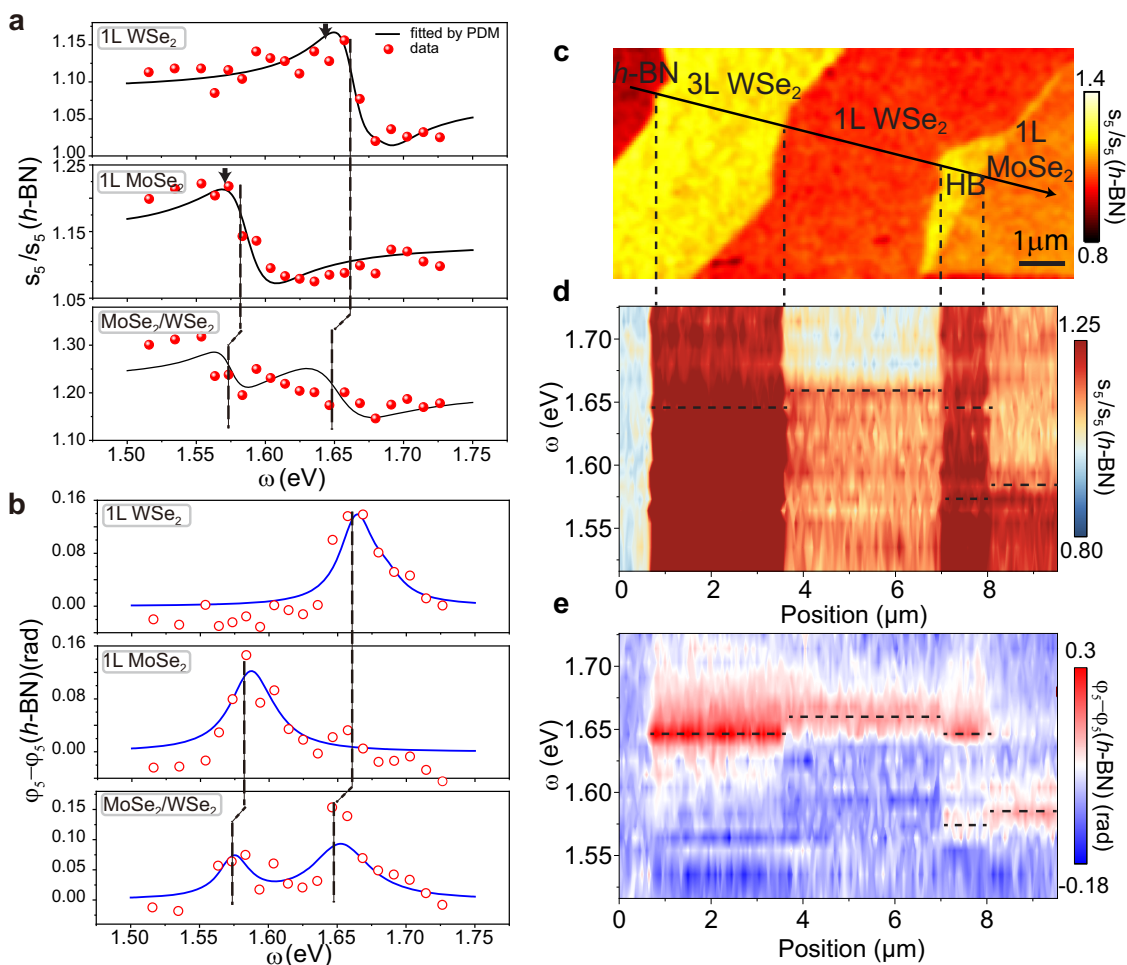 a
1L WSe₂
fitted by PDM
data
1.15
1.10
1.05
1.00
1.25
1L MoSe₂
1.15
1.05
MoSe₂/WSe₂
1.30
1.20
1.10
s₅/s₅(h-BN)
1.50 1.55 1.60 1.65 1.70 1.75
ω(eV)
b
0.16
1L WSe₂
0.08
0.00
0.16
1L MoSe₂
0.08
0.00
0.15
MoSe₂/WSe₂
0.10
0.05
0.00
φ₅–φ₅(h-BN)(rad)
1.50 1.55 1.60 1.65 1.70 1.75
ω(eV)
c
h-BN
3L WSe₂
1L WSe₂
1L
MoSe₂
HB
1μm
1.4
s₅/s₅(h-BN)
0.8
d
1.70
1.65
1.60
1.55
ω (eV)
0 2 4 6 8
Position (μm)
1.25
s₅/s₅(h-BN)
0.80
e
1.70
1.65
1.60
1.55
ω (eV)
0 2 4 6 8
Position (μm)
0.3
φ₅–φ₅(h-BN) (rad)
-0.18